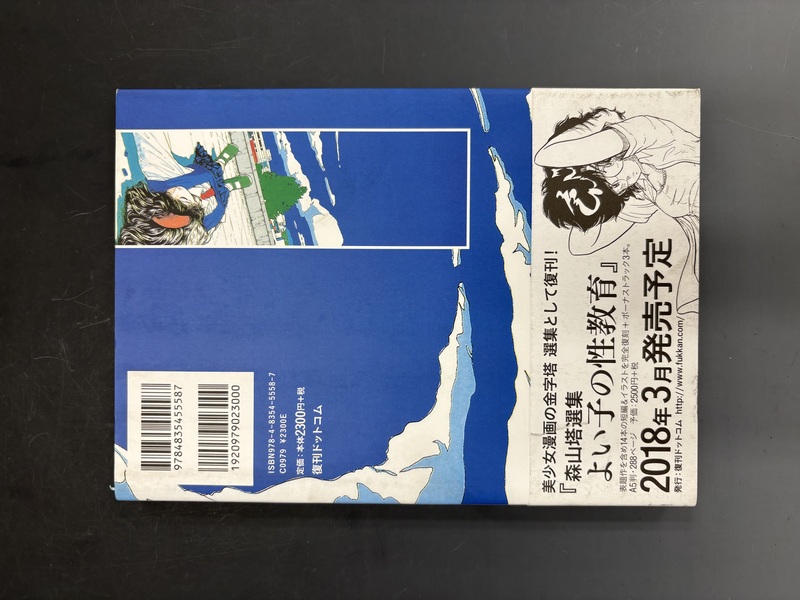 9784835455587
1920979023000
ISBN978-4-8354-5558-7
C0979 ¥2300E
定価:本体2300円+税
復刊ドットコム
美少女漫画の金字塔 選集として復刊!
『森山塔選集
よい子の性教育』
表題作を含め14本の短編&イラストを完全復刻+ボーナストラック3本。
A5判・288ページ 予価:2500円+税
2018年3月発売予定
発行:復刊ドットコム http://www.fukkan.com/